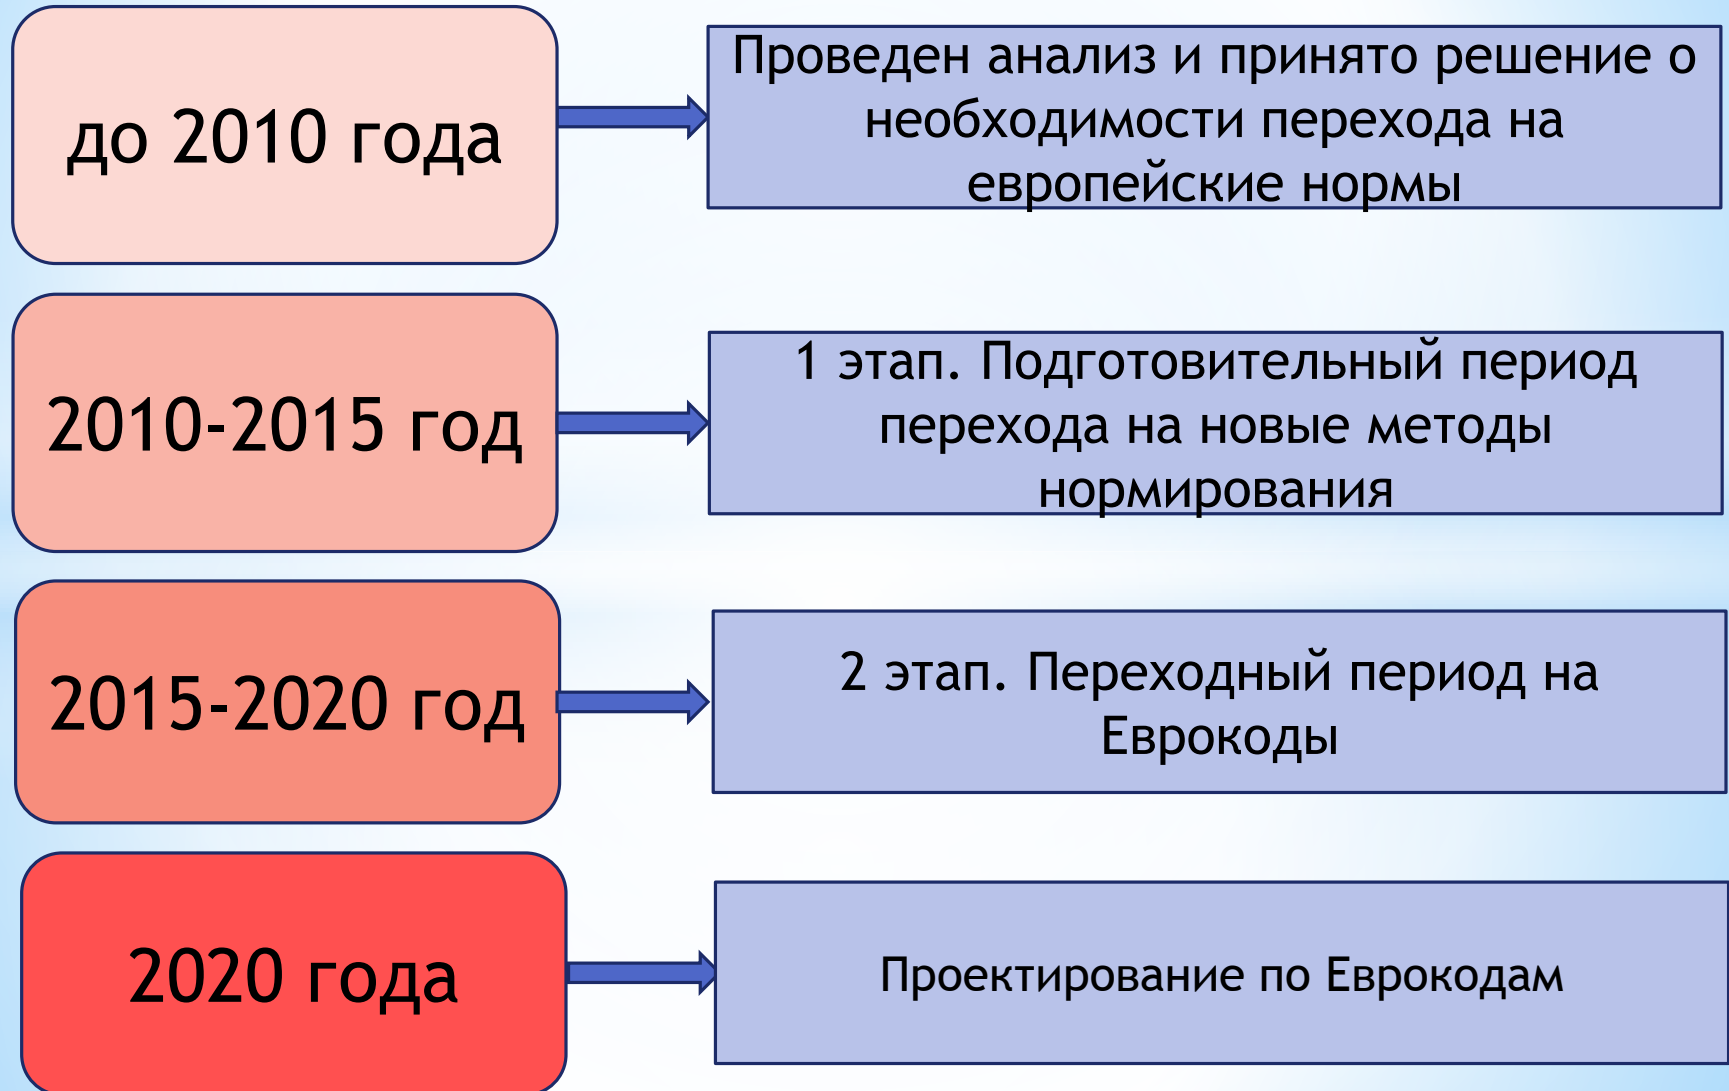 до 2010 года
Проведен анализ и принято решение о
необходимости перехода на
европейские нормы
2010-2015 год
1 этап. Подготовительный период
перехода на новые методы
нормирования
2015-2020 год
2 этап. Переходный период на
Еврокоды
2020 года
Проектирование по Еврокодам